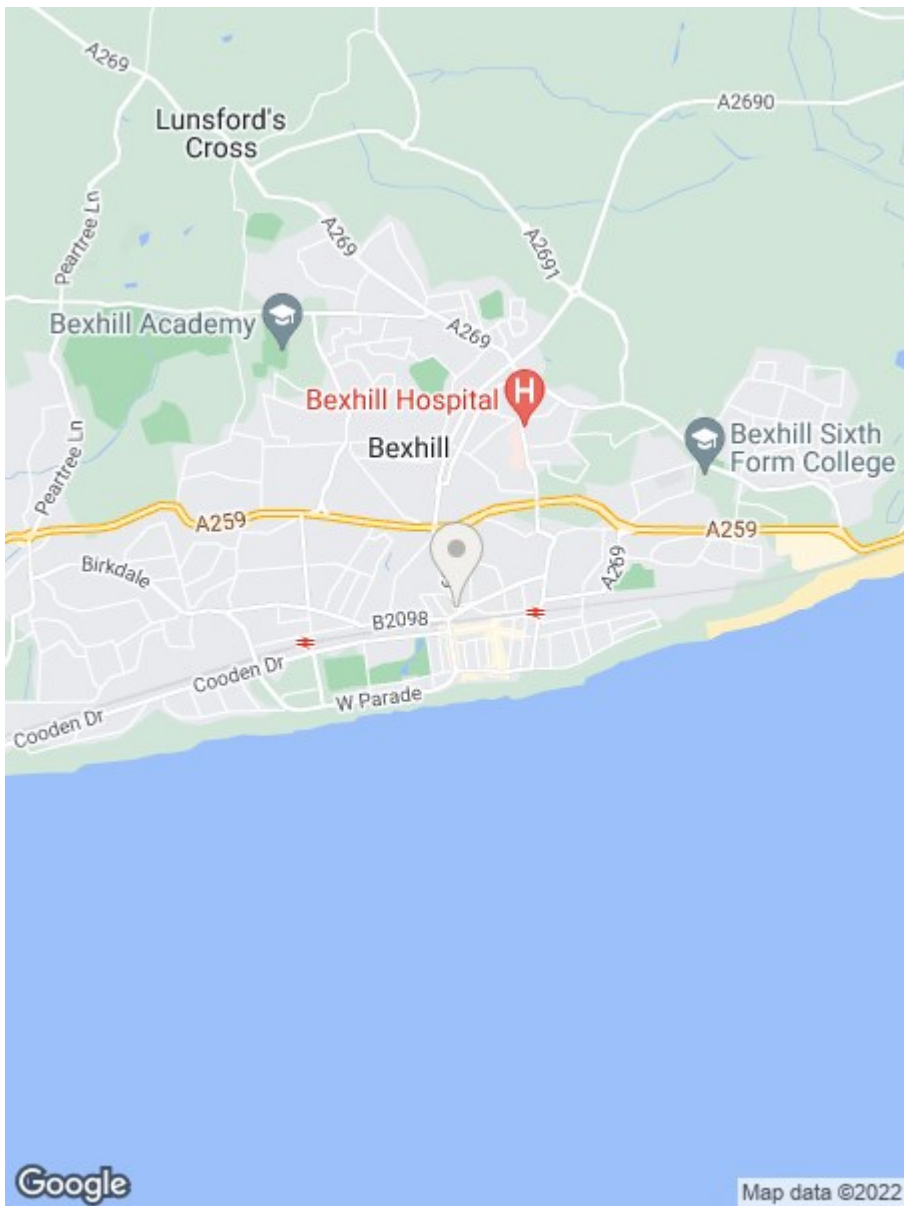 A269
A2690
Lunsford's
Cross
Peartree Ln
A269
A2691
Bexhill Academy
A269
Bexhill Hospital
H
Bexhill
Bexhill Sixth
Form College
Peartree Ln
A259
A259
Birkdale
A269
B2098
Cooden Dr
W Parade
Cooden Dr
Google
Map data ©2022